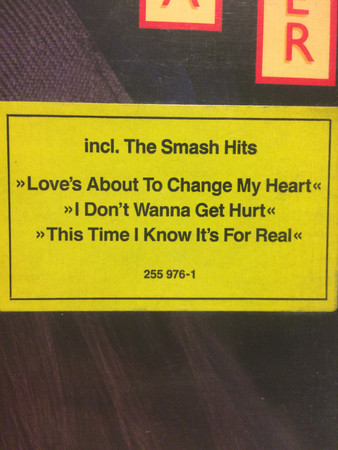 A
E
R
incl. The Smash Hits
»Love's About To Change My Heart«
»I Don't Wanna Get Hurt«
»This Time I Know It's For Real«
255 976-1